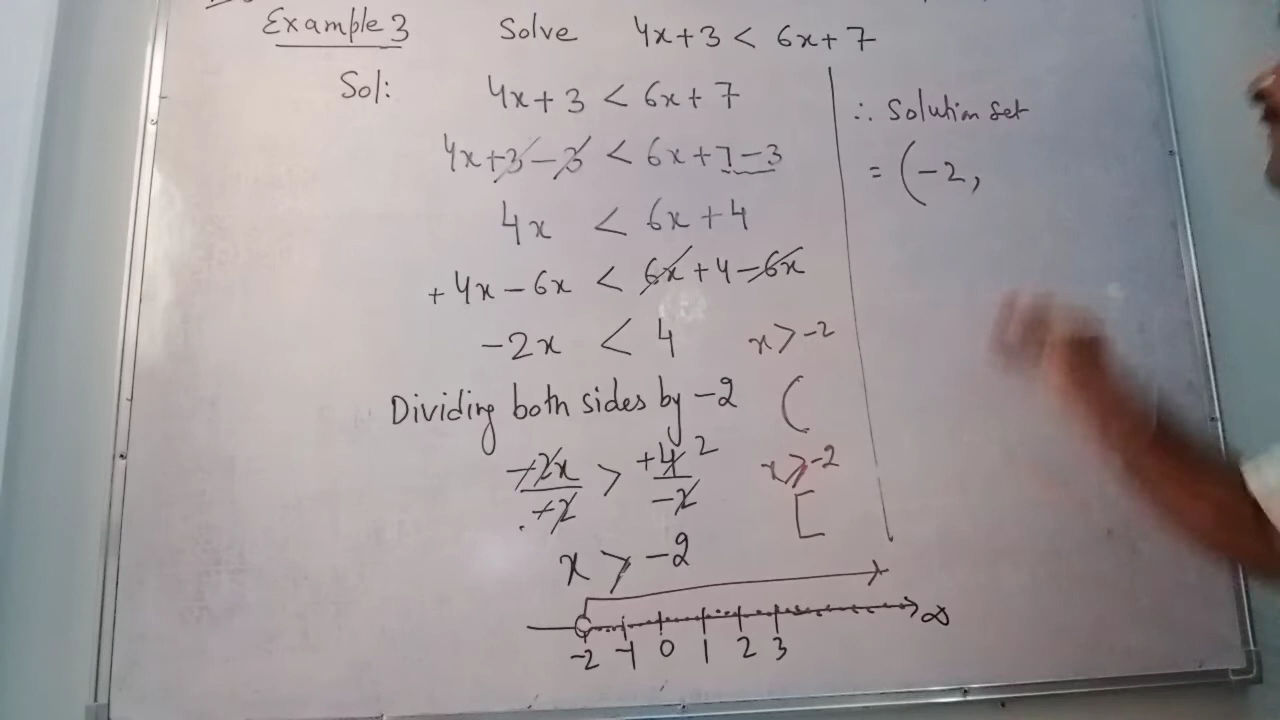 Example 3 Solve 4x+3 < 6x+7
Sol: 4x+3 < 6x+7
4x+3-3 < 6x+7-3
4x < 6x+4
+4x-6x < 6x+4-6x
-2x < 4 x>-2
Dividing both sides by -2 (
-2x/-2 > +4/-2 2 x⩾-2
[
x > -2
∞
-2 -1 0 1 2 3
∴ Solution set
= (-2,